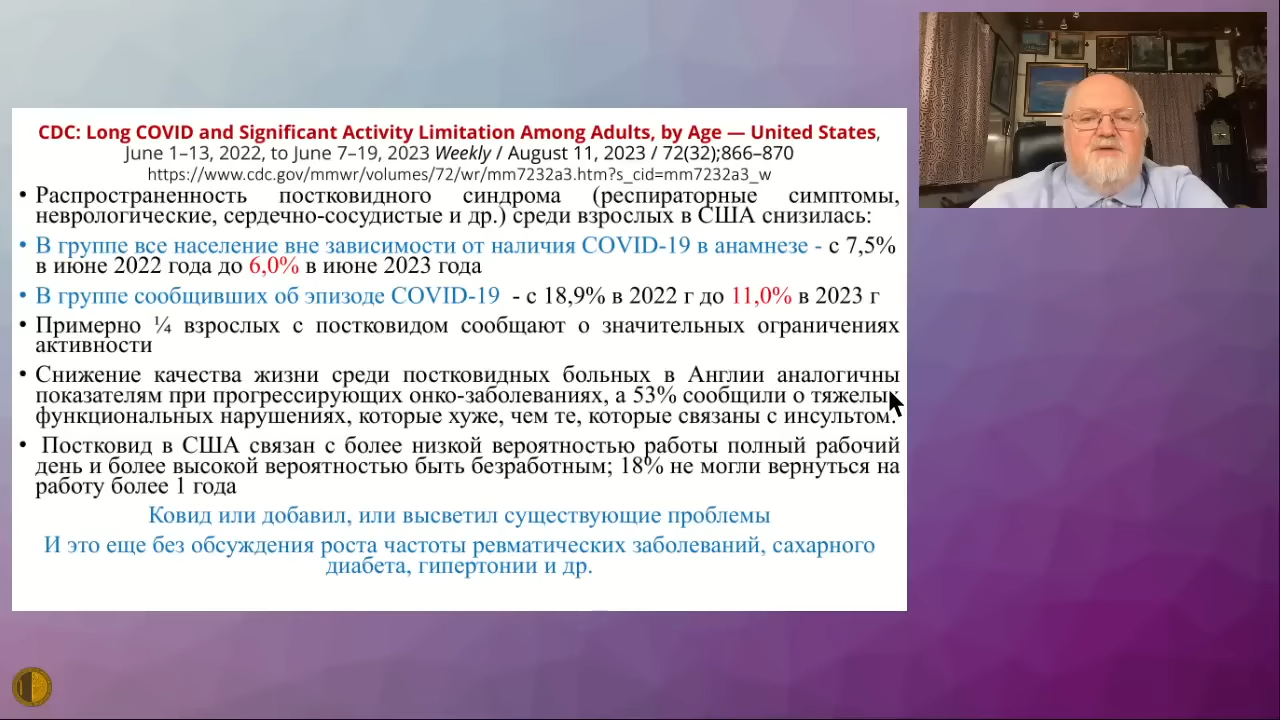 CDC: Long COVID and Significant Activity Limitation Among Adults, by Age — United States,
June 1–13, 2022, to June 7–19, 2023 Weekly / August 11, 2023 / 72(32);866–870
https://www.cdc.gov/mmwr/volumes/72/wr/mm7232a3.htm?s_cid=mm7232a3_w
• Распространенность постковидного синдрома (респираторные симптомы,
неврологические, сердечно-сосудистые и др.) среди взрослых в США снизилась:
• В группе все население вне зависимости от наличия COVID-19 в анамнезе - с 7,5%
в июне 2022 года до 6,0% в июне 2023 года
• В группе сообщивших об эпизоде COVID-19 - с 18,9% в 2022 г до 11,0% в 2023 г
• Примерно ¼ взрослых с постковидом сообщают о значительных ограничениях
активности
• Снижение качества жизни среди постковидных больных в Англии аналогичны
показателям при прогрессирующих онко-заболеваниях, а 53% сообщили о тяжелых
функциональных нарушениях, которые хуже, чем те, которые связаны с инсультом.
• Постковид в США связан с более низкой вероятностью работы полный рабочий
день и более высокой вероятностью быть безработным; 18% не могли вернуться на
работу более 1 года
Ковид или добавил, или высветил существующие проблемы
И это еще без обсуждения роста частоты ревматических заболеваний, сахарного
диабета, гипертонии и др.